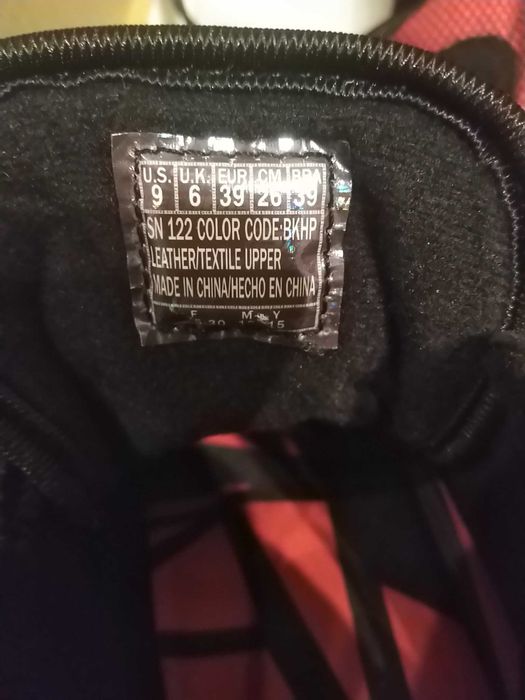 U.S. U.K. EUR CM BRA
9 6 39 26 39
SN 122 COLOR CODE:BKHP
LEATHER/TEXTILE UPPER
MADE IN CHINA/HECHO EN CHINA
F M Y
15